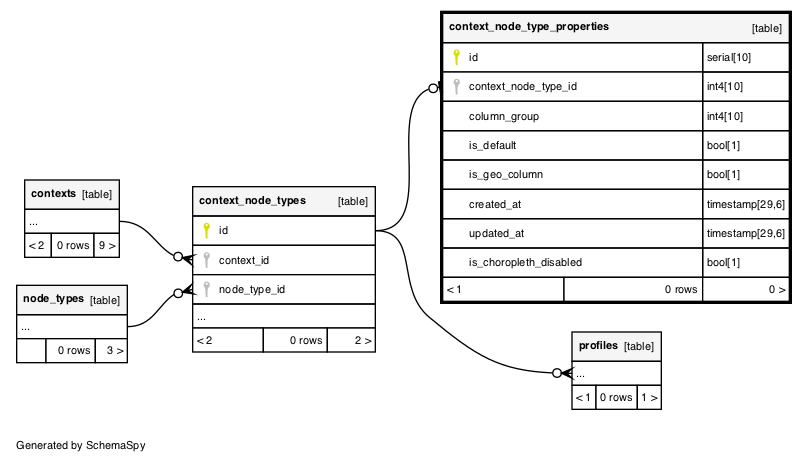 context_node_type_properties [table]
id serial[10]
context_node_type_id int4[10]
column_group int4[10]
is_default bool[1]
is_geo_column bool[1]
created_at timestamp[29,6]
updated_at timestamp[29,6]
is_choropleth_disabled bool[1]
< 1 0 rows 0 >
contexts [table]
...
< 2 0 rows 9 >
context_node_types [table]
id
context_id
node_type_id
...
< 2 0 rows 2 >
node_types [table]
...
0 rows 3 >
profiles [table]
...
< 1 0 rows 1 >
Generated by SchemaSpy